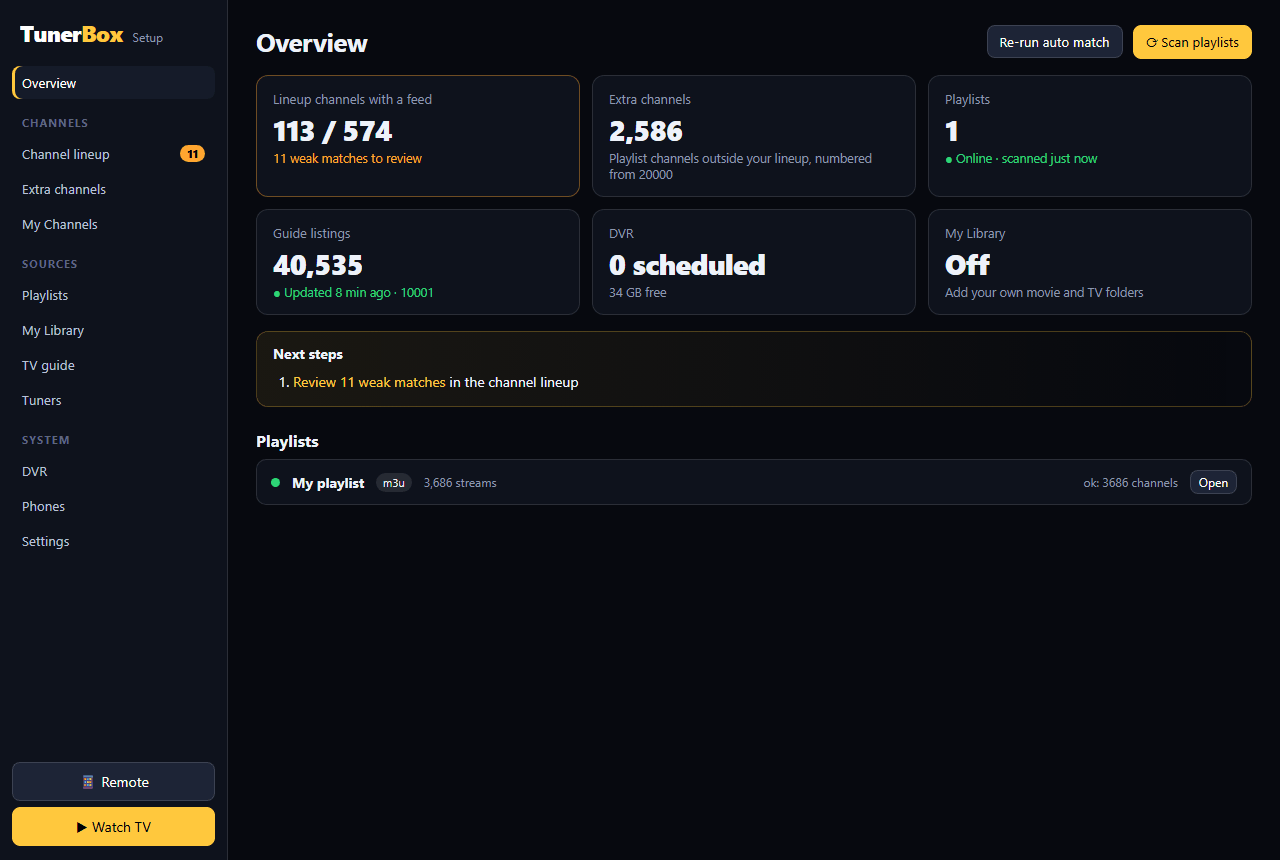 TunerBox Setup
Overview
CHANNELS
Channel lineup 11
Extra channels
My Channels
SOURCES
Playlists
My Library
TV guide
Tuners
SYSTEM
DVR
Phones
Settings
Remote
▶ Watch TV
Overview
Re-run auto match
⟳ Scan playlists
Lineup channels with a feed
113 / 574
11 weak matches to review
Extra channels
2,586
Playlist channels outside your lineup, numbered
from 20000
Playlists
1
● Online · scanned just now
Guide listings
40,535
● Updated 8 min ago · 10001
DVR
0 scheduled
34 GB free
My Library
Off
Add your own movie and TV folders
Next steps
1. Review 11 weak matches in the channel lineup
Playlists
My playlist m3u 3,686 streams ok: 3686 channels Open